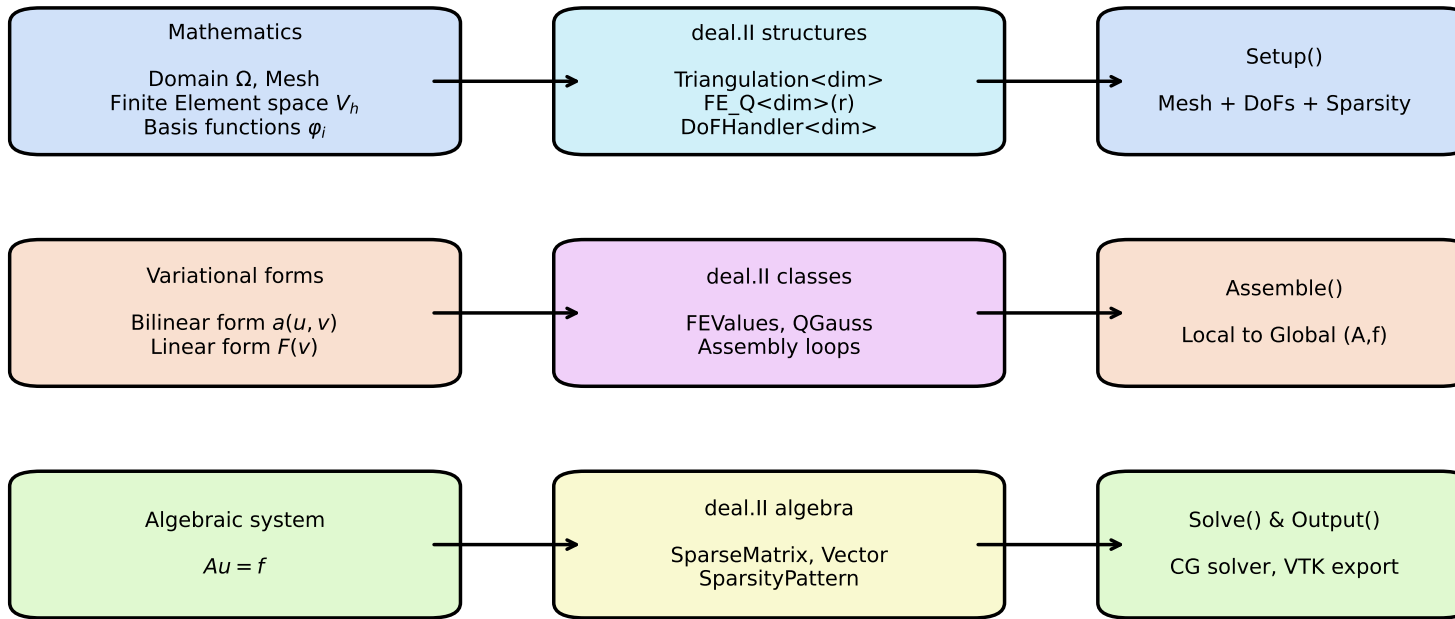 Mathematics
Domain Ω, Mesh
Finite Element space V_h
Basis functions φ_i
deal.II structures
Triangulation<dim>
FE_Q<dim>(r)
DoFHandler<dim>
Setup()
Mesh + DoFs + Sparsity
Variational forms
Bilinear form a(u, v)
Linear form F(v)
deal.II classes
FEValues, QGauss
Assembly loops
Assemble()
Local to Global (A,f)
Algebraic system
Au = f
deal.II algebra
SparseMatrix, Vector
SparsityPattern
Solve() & Output()
CG solver, VTK export